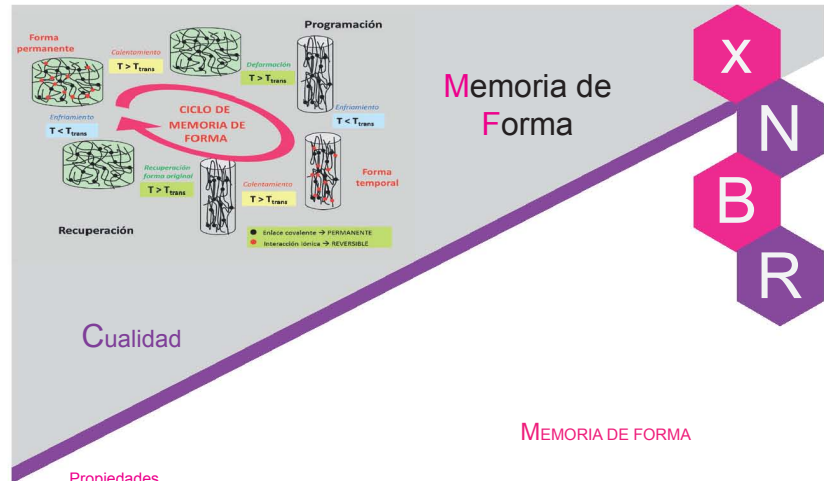 Programación
Forma
permanente
Calentamiento
T > Ttrans
Deformación
T > Ttrans
CICLO DE
MEMORIA DE
FORMA
Enfriamiento
T < Ttrans
Enfriamiento
T < Ttrans
Recuperación
forma original
T > Ttrans
Calentamiento
T > Ttrans
Forma
temporal
Recuperación
Enlace covalente → PERMANENTE
Interacción iónica → REVERSIBLE
Memoria de
Forma
X
N
B
R
Cualidad
MEMORIA DE FORMA
Propiedades